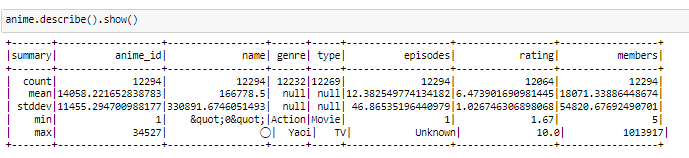 anime.describe().show()
+-------+------------------+-----------------+------+-----+------------------+------------------+-----------------+
|summary|          anime_id|             name| genre| type|          episodes|            rating|          members|
+-------+------------------+-----------------+------+-----+------------------+------------------+-----------------+
|  count|             12294|            12294| 12232|12269|             12294|             12064|            12294|
|   mean|14058.221652838783|         166778.5|  null| null|12.382549774134182| 6.473901690981445|18071.33886448674|
| stddev|11455.294700988177|330891.6746051493|  null| null| 46.86535196440979| 1.026746306898068|54820.67692490701|
|    min|                 1|     &quot;0&quot;|Action|Movie|                 1|              1.67|                5|
|    max|             34527|                ◯|  Yaoi|   TV|           Unknown|              10.0|          1013917|
+-------+------------------+-----------------+------+-----+------------------+------------------+-----------------+